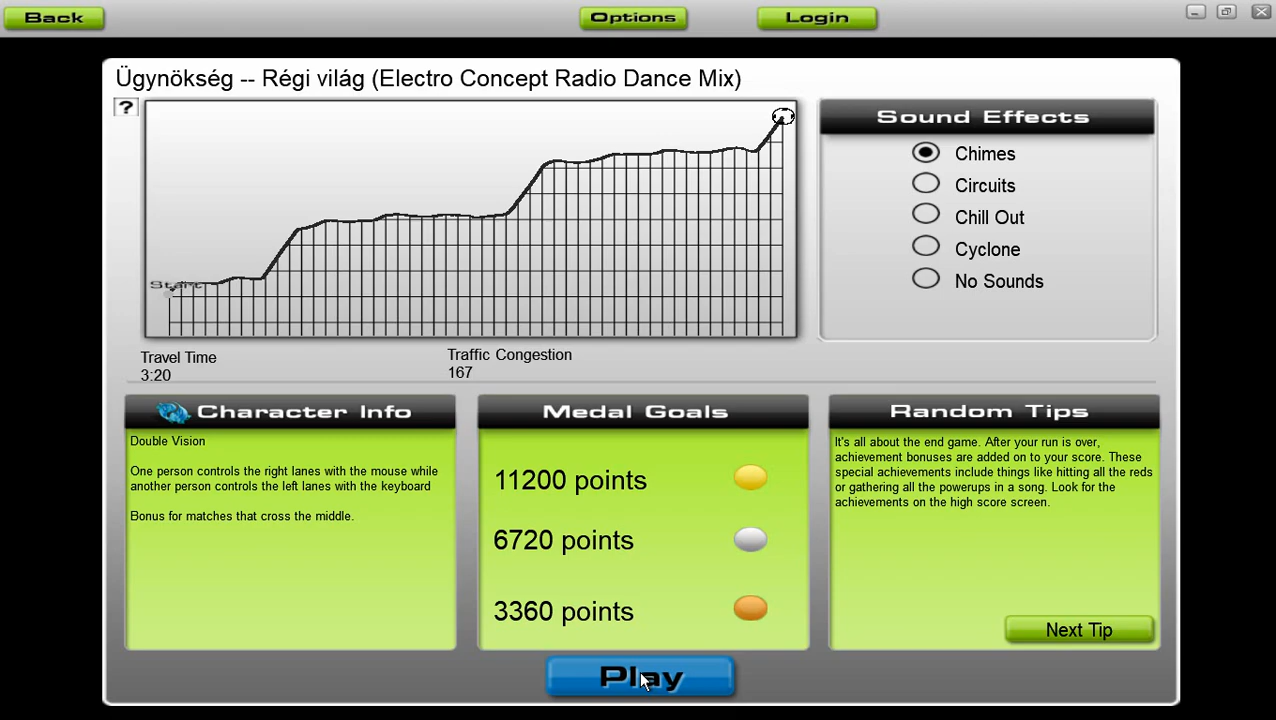 Back
Options
Login
Ügynökség -- Régi világ (Electro Concept Radio Dance Mix)
?
Start
Travel Time
3:20
Traffic Congestion
167
Sound Effects
Chimes
Circuits
Chill Out
Cyclone
No Sounds
Character Info
Double Vision
One person controls the right lanes with the mouse while
another person controls the left lanes with the keyboard
Bonus for matches that cross the middle.
Medal Goals
11200 points
6720 points
3360 points
Random Tips
It's all about the end game. After your run is over,
achievement bonuses are added on to your score. These
special achievements include things like hitting all the reds
or gathering all the powerups in a song. Look for the
achievements on the high score screen.
Next Tip
Play